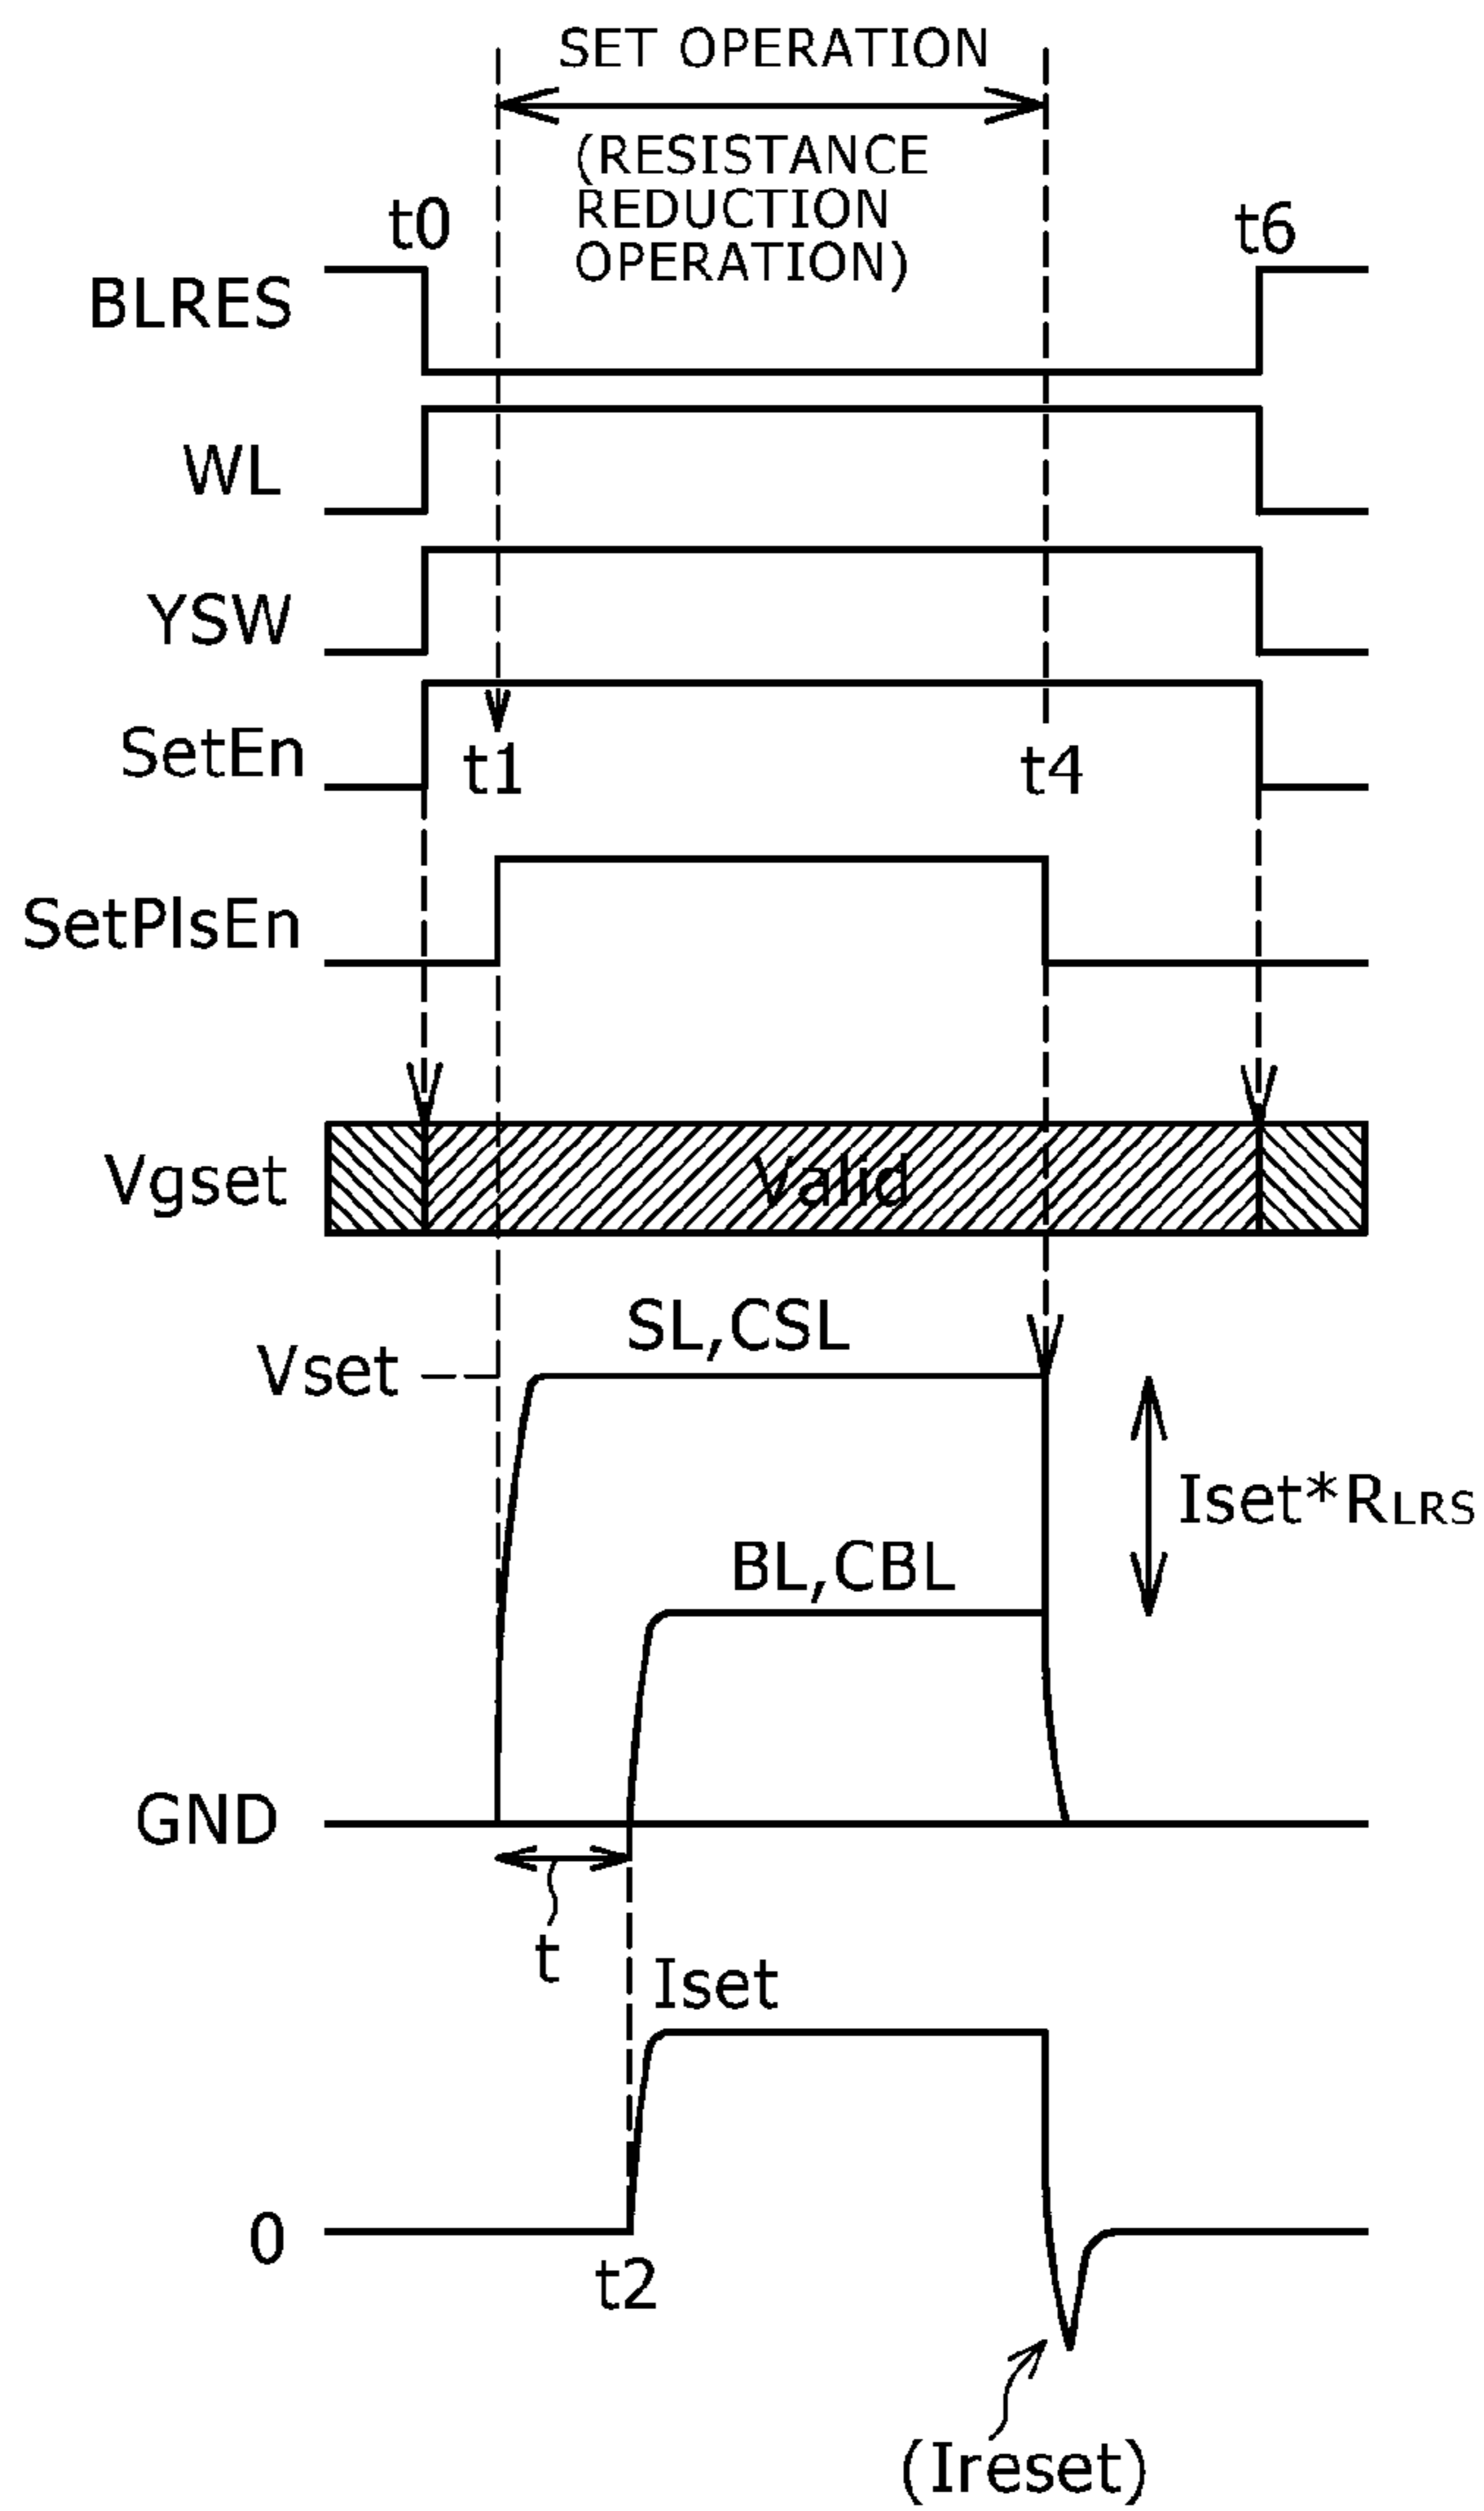 SET OPERATION
(RESISTANCE
REDUCTION
OPERATION)
t0
t6
BLRES
WL
YSW
SetEn
t1
t4
SetPlsEn
Vgset
Valid
SL,CSL
Vset
Iset*RLRS
BL,CBL
GND
t
Iset
0
t2
(Ireset)